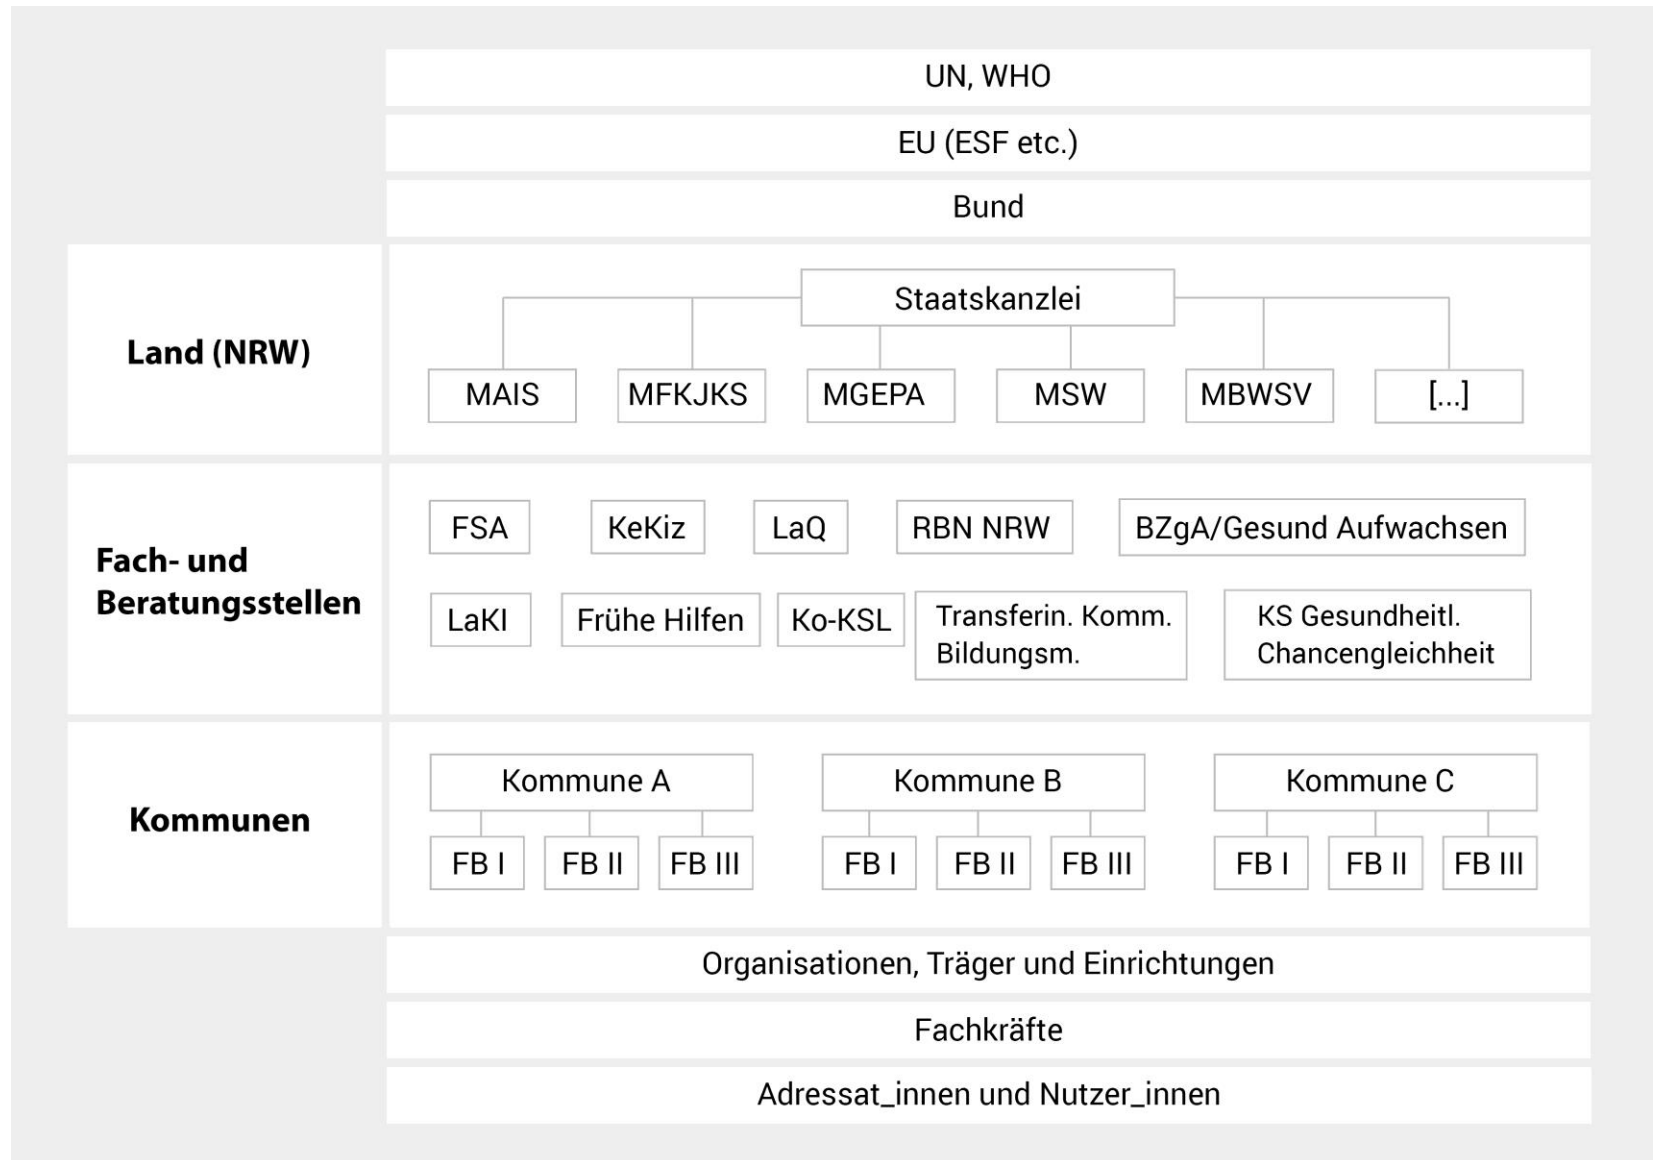 UN, WHO
EU (ESF etc.)
Bund
Land (NRW)
Staatskanzlei
MAIS
MFKJKS
MGEPA
MSW
MBWSV
[...]
Fach- und
Beratungsstellen
FSA
KeKiz
LaQ
RBN NRW
BZgA/Gesund Aufwachsen
LaKI
Frühe Hilfen
Ko-KSL
Transferin. Komm.
Bildungsm.
KS Gesundheitl.
Chancengleichheit
Kommunen
Kommune A
FB I
FB II
FB III
Kommune B
FB I
FB II
FB III
Kommune C
FB I
FB II
FB III
Organisationen, Träger und Einrichtungen
Fachkräfte
Adressat_innen und Nutzer_innen